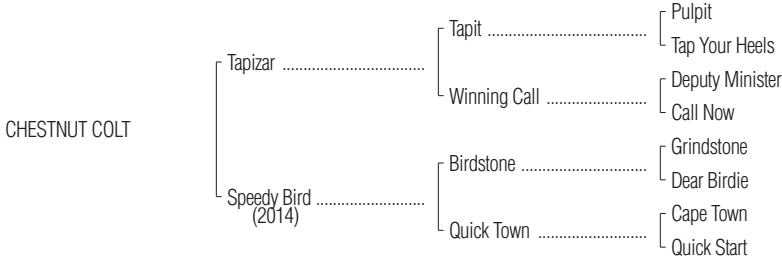 Pulpit
Tapit ........................................
Tap Your Heels
Tapizar ...........................................
Deputy Minister
Winning Call ..............................
Call Now
CHESTNUT COLT
Grindstone
Birdstone ......................................
Dear Birdie
Speedy Bird .................................
(2014)
Cape Town
Quick Town ................................
Quick Start